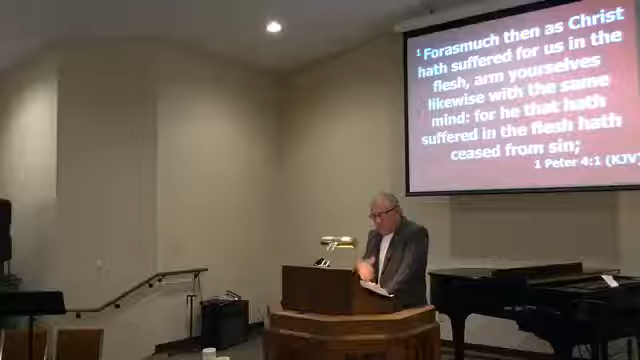 1 Forasmuch then as Christ
hath suffered for us in the
flesh, arm yourselves
likewise with the same
mind: for he that hath
suffered in the flesh hath
ceased from sin;
1 Peter 4:1 (KJV)